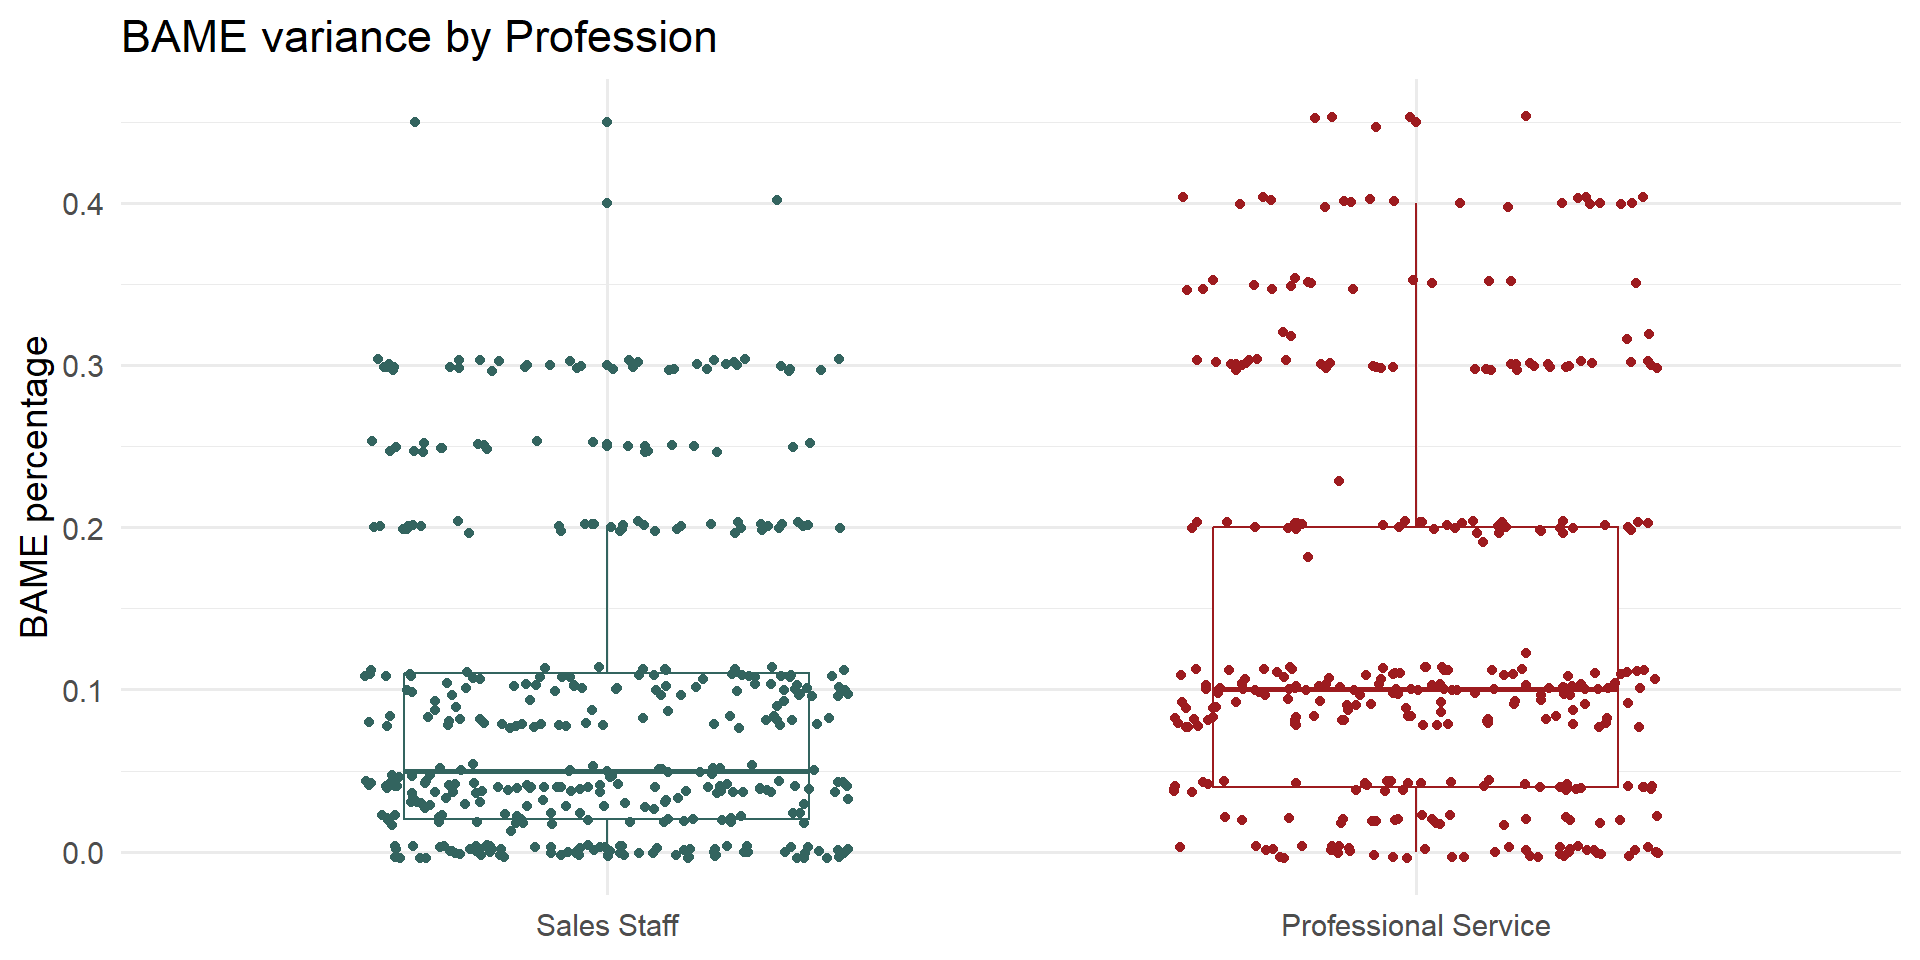 BAME variance by Profession
BAME percentage
0.4
0.3
0.2
0.1
0.0
Sales Staff
Professional Service